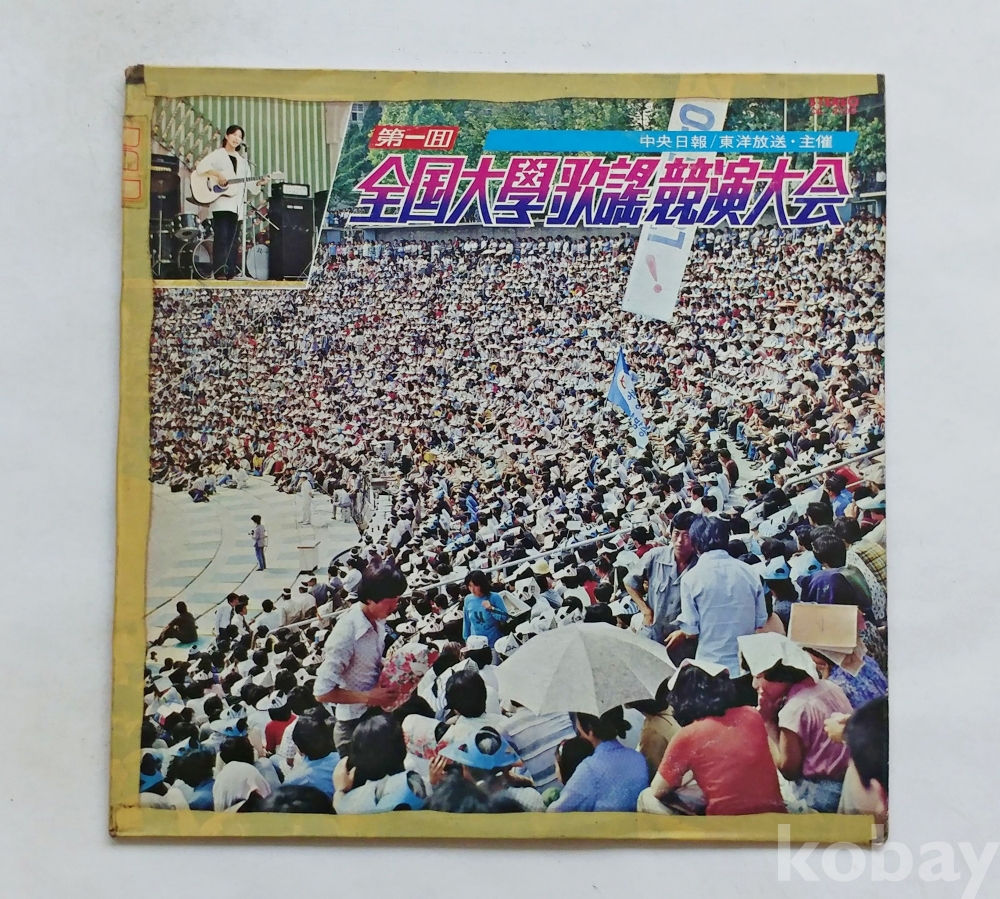 STEREO
第一回
中央日報/東洋放送・主催
全国大學歌謠競演大会
kobay